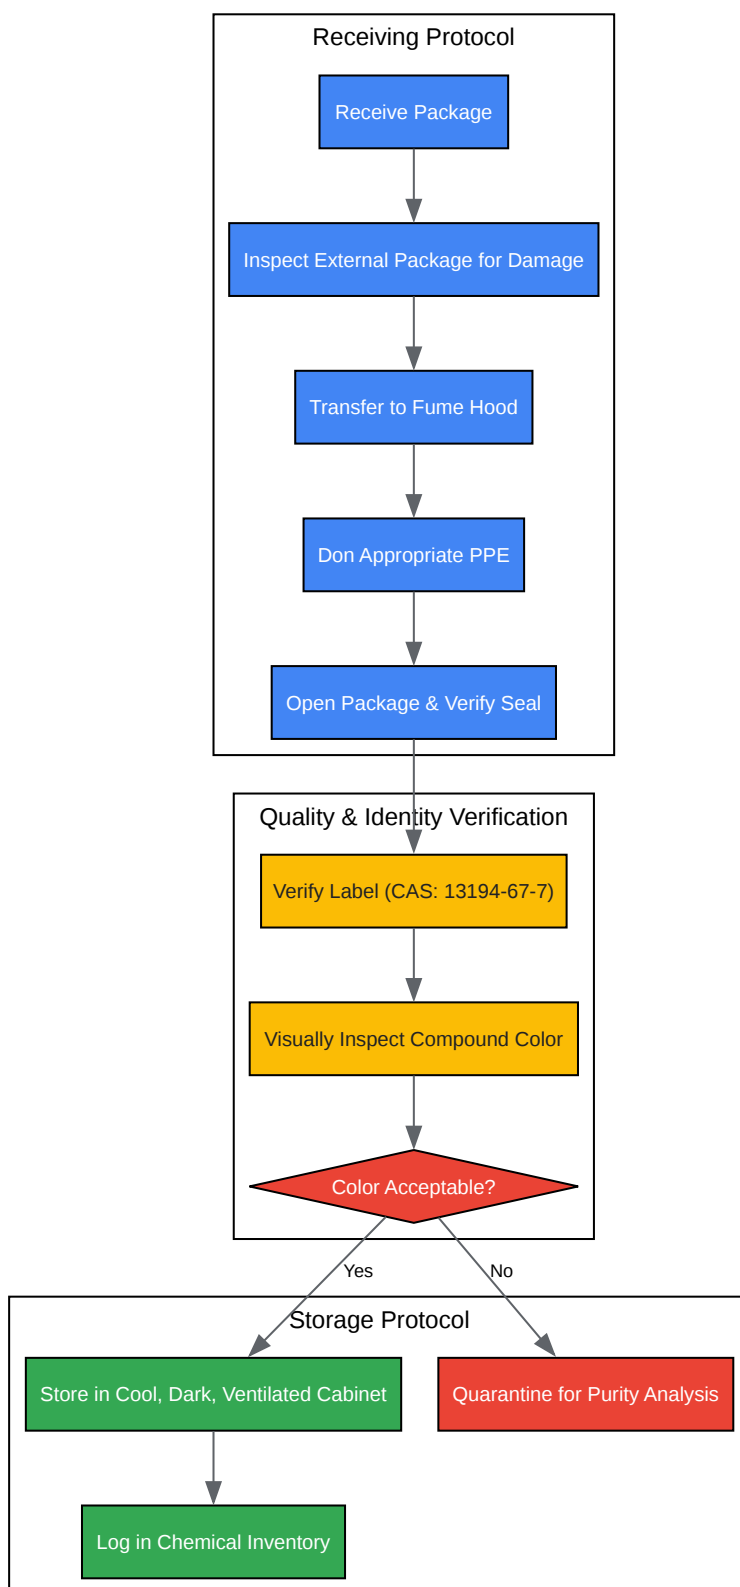 Receiving Protocol
Receive Package
Inspect External Package for Damage
Transfer to Fume Hood
Don Appropriate PPE
Open Package & Verify Seal
Quality & Identity Verification
Verify Label (CAS: 13194-67-7)
Visually Inspect Compound Color
Color Acceptable?
Yes
No
Storage Protocol
Store in Cool, Dark, Ventilated Cabinet
Quarantine for Purity Analysis
Log in Chemical Inventory